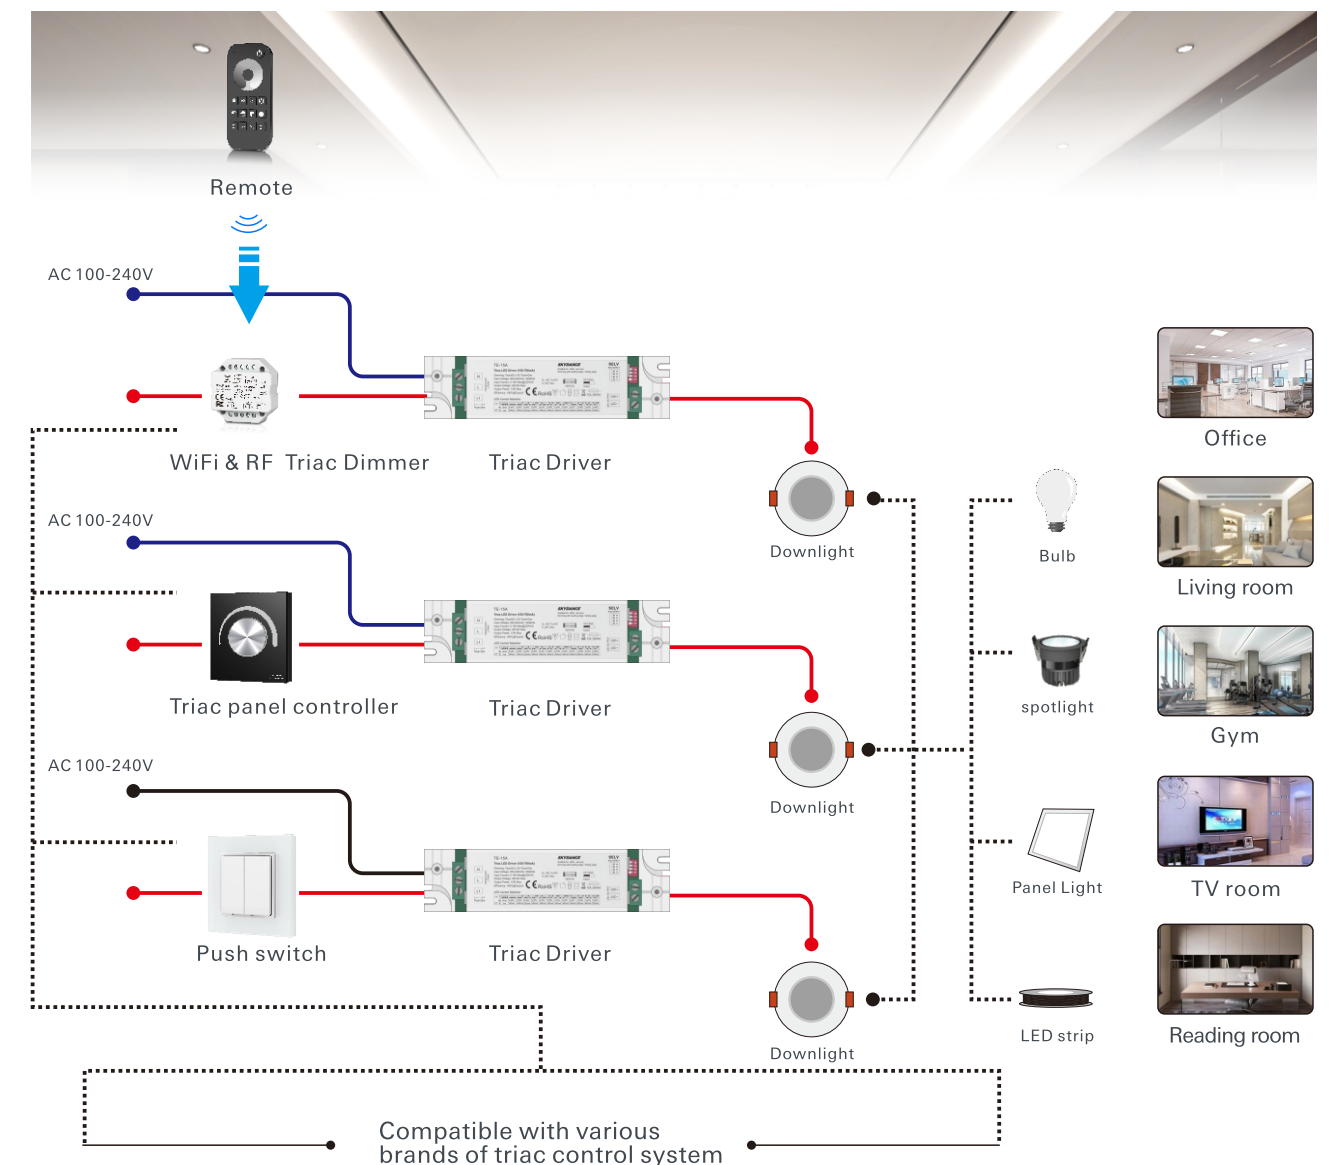 Remote
AC 100-240V
WiFi & RF Triac Dimmer
Triac Driver
Downlight
AC 100-240V
Triac panel controller
Triac Driver
Downlight
AC 100-240V
Push switch
Triac Driver
Downlight
Bulb
spotlight
Panel Light
LED strip
Office
Living room
Gym
TV room
Reading room
Compatible with various
brands of triac control system